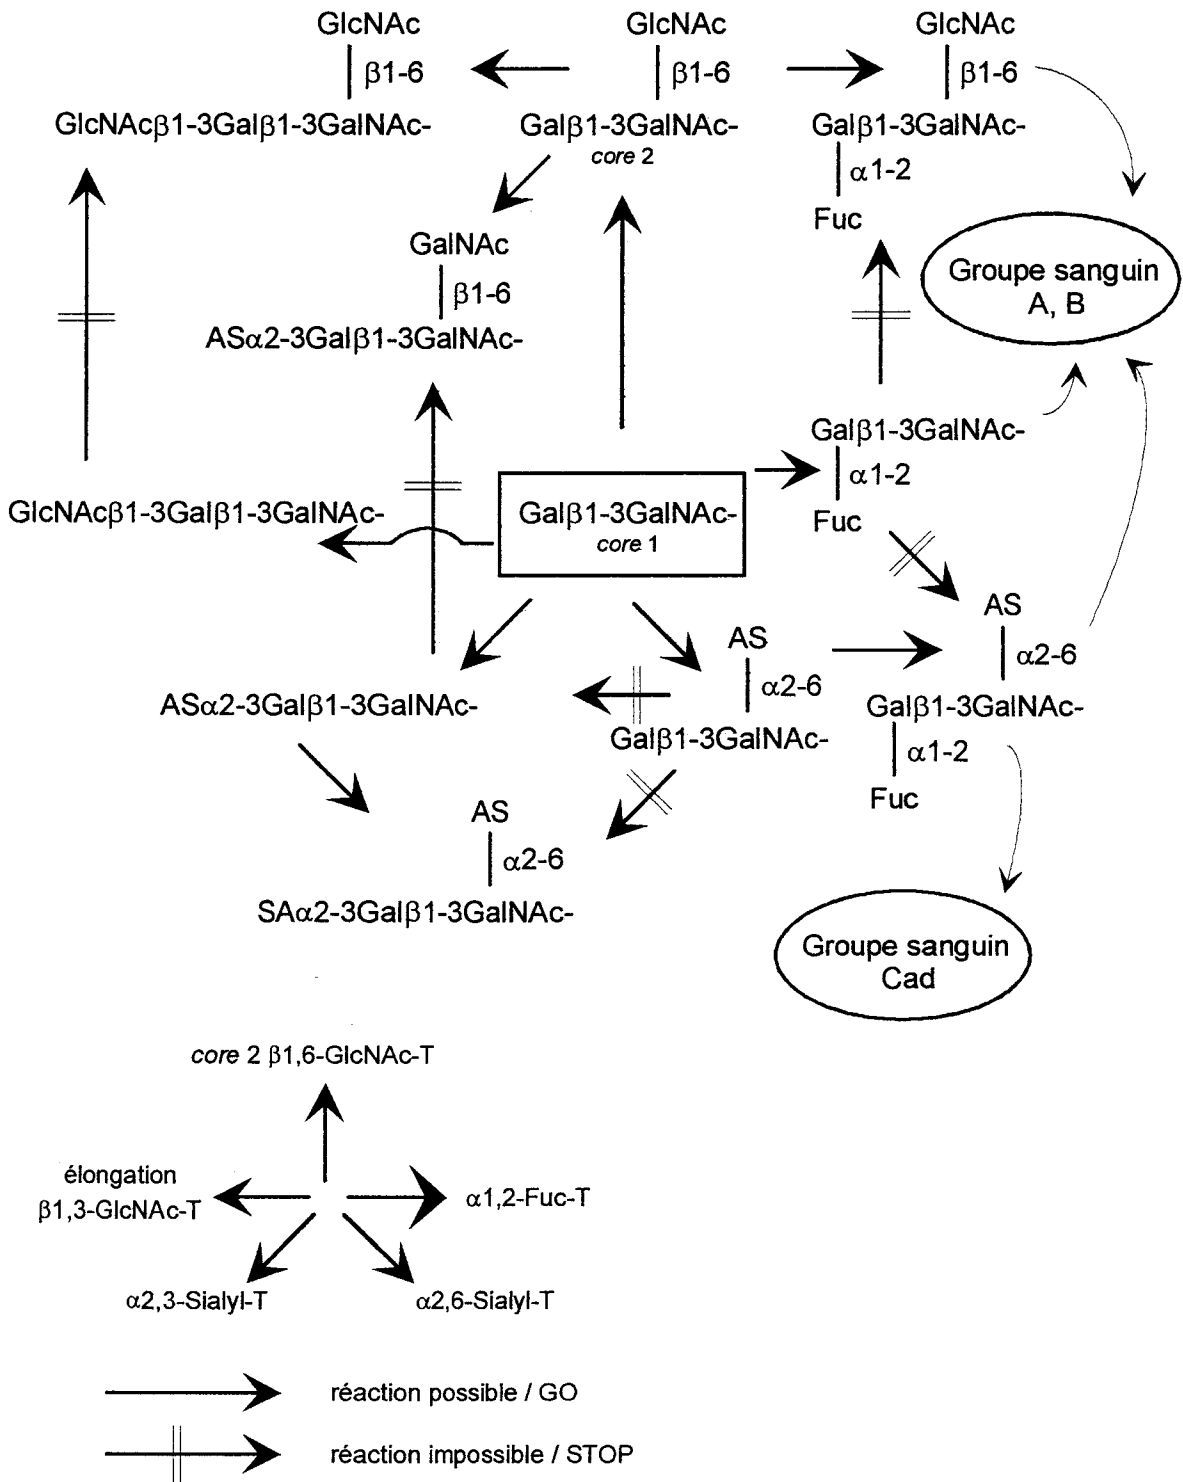 GlcNAc
β1-6
GlcNAcβ1-3Galβ1-3GalNAc-
GlcNAc
β1-6
Galβ1-3GalNAc-
core 2
GlcNAc
β1-6
Galβ1-3GalNAc-
α1-2
Fuc
GalNAc
β1-6
ASα2-3Galβ1-3GalNAc-
Groupe sanguin
A, B
Galβ1-3GalNAc-
α1-2
Fuc
GlcNAcβ1-3Galβ1-3GalNAc-
Galβ1-3GalNAc-
core 1
AS
α2-6
Galβ1-3GalNAc-
α1-2
Fuc
AS
α2-6
Galβ1-3GalNAc-
ASα2-3Galβ1-3GalNAc-
AS
α2-6
SAα2-3Galβ1-3GalNAc-
Groupe sanguin
Cad
core 2 β1,6-GlcNAc-T
élongation
β1,3-GlcNAc-T
α1,2-Fuc-T
α2,3-Sialyl-T
α2,6-Sialyl-T
réaction possible / GO
réaction impossible / STOP